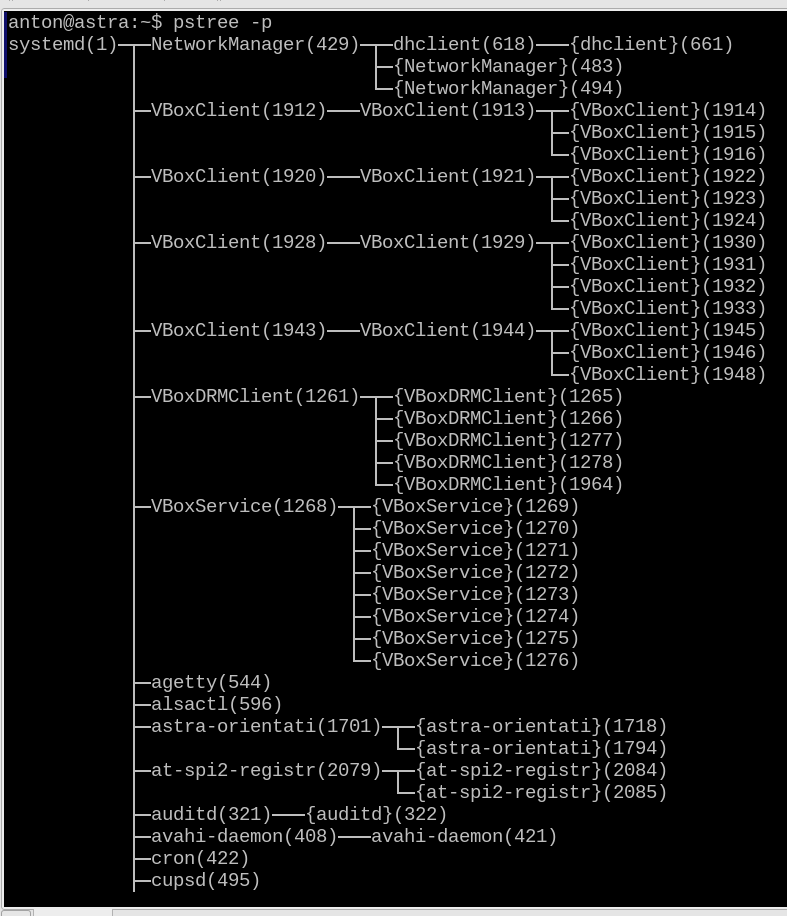 anton@astra:~$ pstree -p
systemd(1)─┬─NetworkManager(429)─┬─dhclient(618)───{dhclient}(661)
           │                     ├─{NetworkManager}(483)
           │                     └─{NetworkManager}(494)
           ├─VBoxClient(1912)───VBoxClient(1913)─┬─{VBoxClient}(1914)
           │                                     ├─{VBoxClient}(1915)
           │                                     └─{VBoxClient}(1916)
           ├─VBoxClient(1920)───VBoxClient(1921)─┬─{VBoxClient}(1922)
           │                                     ├─{VBoxClient}(1923)
           │                                     └─{VBoxClient}(1924)
           ├─VBoxClient(1928)───VBoxClient(1929)─┬─{VBoxClient}(1930)
           │                                     ├─{VBoxClient}(1931)
           │                                     ├─{VBoxClient}(1932)
           │                                     └─{VBoxClient}(1933)
           ├─VBoxClient(1943)───VBoxClient(1944)─┬─{VBoxClient}(1945)
           │                                     ├─{VBoxClient}(1946)
           │                                     └─{VBoxClient}(1948)
           ├─VBoxDRMClient(1261)─┬─{VBoxDRMClient}(1265)
           │                     ├─{VBoxDRMClient}(1266)
           │                     ├─{VBoxDRMClient}(1277)
           │                     ├─{VBoxDRMClient}(1278)
           │                     └─{VBoxDRMClient}(1964)
           ├─VBoxService(1268)─┬─{VBoxService}(1269)
           │                   ├─{VBoxService}(1270)
           │                   ├─{VBoxService}(1271)
           │                   ├─{VBoxService}(1272)
           │                   ├─{VBoxService}(1273)
           │                   ├─{VBoxService}(1274)
           │                   ├─{VBoxService}(1275)
           │                   └─{VBoxService}(1276)
           ├─agetty(544)
           ├─alsactl(596)
           ├─astra-orientati(1701)─┬─{astra-orientati}(1718)
           │                       └─{astra-orientati}(1794)
           ├─at-spi2-registr(2079)─┬─{at-spi2-registr}(2084)
           │                       └─{at-spi2-registr}(2085)
           ├─auditd(321)───{auditd}(322)
           ├─avahi-daemon(408)───avahi-daemon(421)
           ├─cron(422)
           ├─cupsd(495)